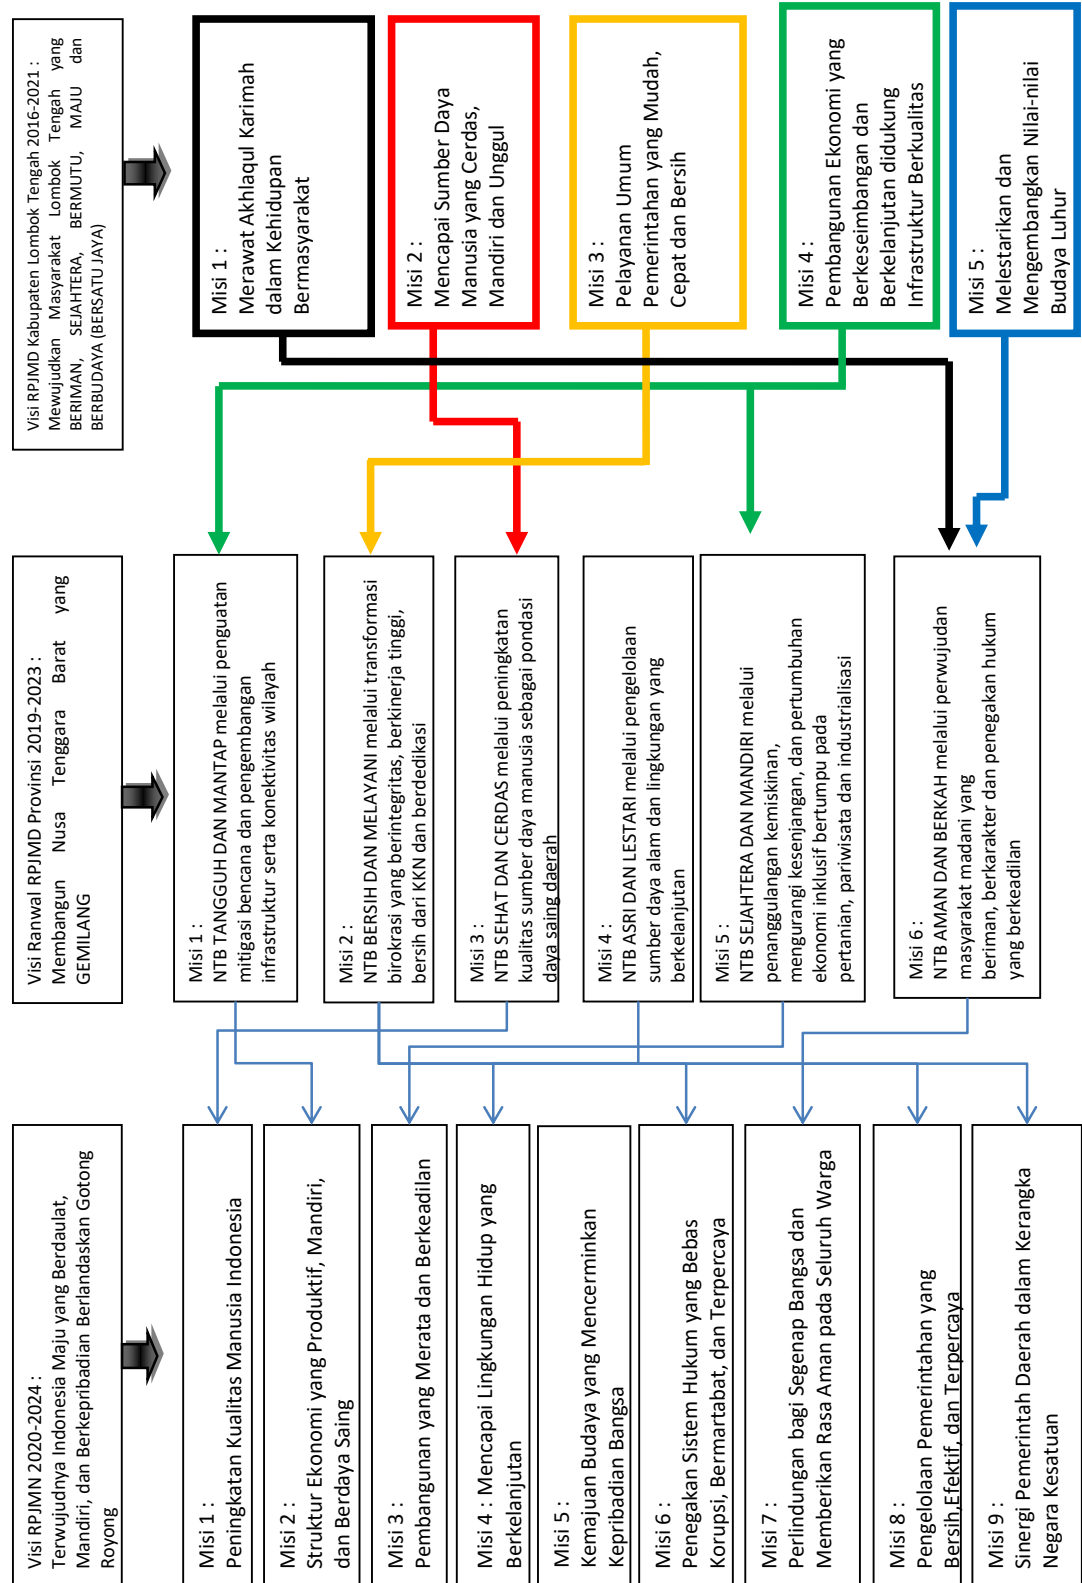 Visi RPJMN 2020-2024 :
Terwujudnya Indonesia Maju yang Berdaulat,
Mandiri, dan Berkepribadian Berlandaskan Gotong
Royong
Misi 1 :
Peningkatan Kualitas Manusia Indonesia
Misi 2 :
Struktur Ekonomi yang Produktif, Mandiri,
dan Berdaya Saing
Misi 3 :
Pembangunan yang Merata dan Berkeadilan
Misi 4 : Mencapai Lingkungan Hidup yang
Berkelanjutan
Misi 5 :
Kemajuan Budaya yang Mencerminkan
Kepribadian Bangsa
Misi 6 :
Penegakan Sistem Hukum yang Bebas
Korupsi, Bermartabat, dan Terpercaya
Misi 7 :
Perlindungan bagi Segenap Bangsa dan
Memberikan Rasa Aman pada Seluruh Warga
Misi 8 :
Pengelolaan Pemerintahan yang
Bersih,Efektif, dan Terpercaya
Misi 9 :
Sinergi Pemerintah Daerah dalam Kerangka
Negara Kesatuan
Visi Ranwal RPJMD Provinsi 2019-2023 :
Membangun Nusa Tenggara Barat yang
GEMILANG
Misi 1 :
NTB TANGGUH DAN MANTAP melalui penguatan
mitigasi bencana dan pengembangan
infrastruktur serta konektivitas wilayah
Misi 2 :
NTB BERSIH DAN MELAYANI melalui transformasi
birokrasi yang berintegritas, berkinerja tinggi,
bersih dari KKN dan berdedikasi
Misi 3 :
NTB SEHAT DAN CERDAS melalui peningkatan
kualitas sumber daya manusia sebagai pondasi
daya saing daerah
Misi 4 :
NTB ASRI DAN LESTARI melalui pengelolaan
sumber daya alam dan lingkungan yang
berkelanjutan
Misi 5 :
NTB SEJAHTERA DAN MANDIRI melalui
penanggulangan kemiskinan,
mengurangi kesenjangan, dan pertumbuhan
ekonomi inklusif bertumpu pada
pertanian, pariwisata dan industrialisasi
Misi 6 :
NTB AMAN DAN BERKAH melalui perwujudan
masyarakat madani yang
beriman, berkarakter dan penegakan hukum
yang berkeadilan
Visi RPJMD Kabupaten Lombok Tengah 2016-2021 :
Mewujudkan Masyarakat Lombok Tengah yang
BERIMAN, SEJAHTERA, BERMUTU, MAJU dan
BERBUDAYA (BERSATU JAYA)
Misi 1 :
Merawat Akhlaqul Karimah
dalam Kehidupan
Bermasyarakat
Misi 2 :
Mencapai Sumber Daya
Manusia yang Cerdas,
Mandiri dan Unggul
Misi 3 :
Pelayanan Umum
Pemerintahan yang Mudah,
Cepat dan Bersih
Misi 4 :
Pembangunan Ekonomi yang
Berkeseimbangan dan
Berkelanjutan didukung
Infrastruktur Berkualitas
Misi 5 :
Melestarikan dan
Mengembangkan Nilai-nilai
Budaya Luhur